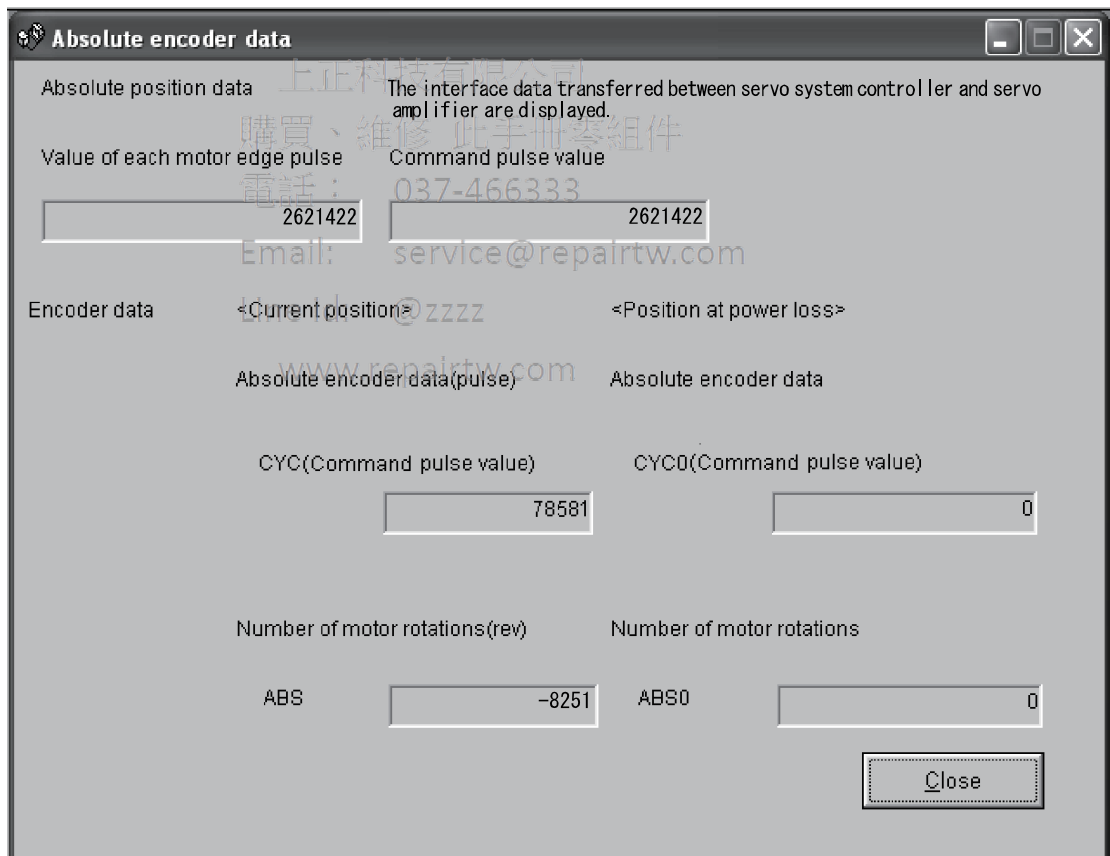 Absolute encoder data
上正科技有限公司
Absolute position data The interface data transferred between servo system controller and servo
amplifier are displayed.
購買、維修 此手冊零組件
Value of each motor edge pulse Command pulse value
電話： 037-466333
2621422 2621422
Email: service@repairtw.com
Encoder data <Current position> <Position at power loss>
Line Id: @zzzz
www.repairtw.com
Absolute encoder data(pulse) Absolute encoder data
CYC(Command pulse value) CYC0(Command pulse value)
78581 0
Number of motor rotations(rev) Number of motor rotations
ABS -8251 ABS0 0
Close